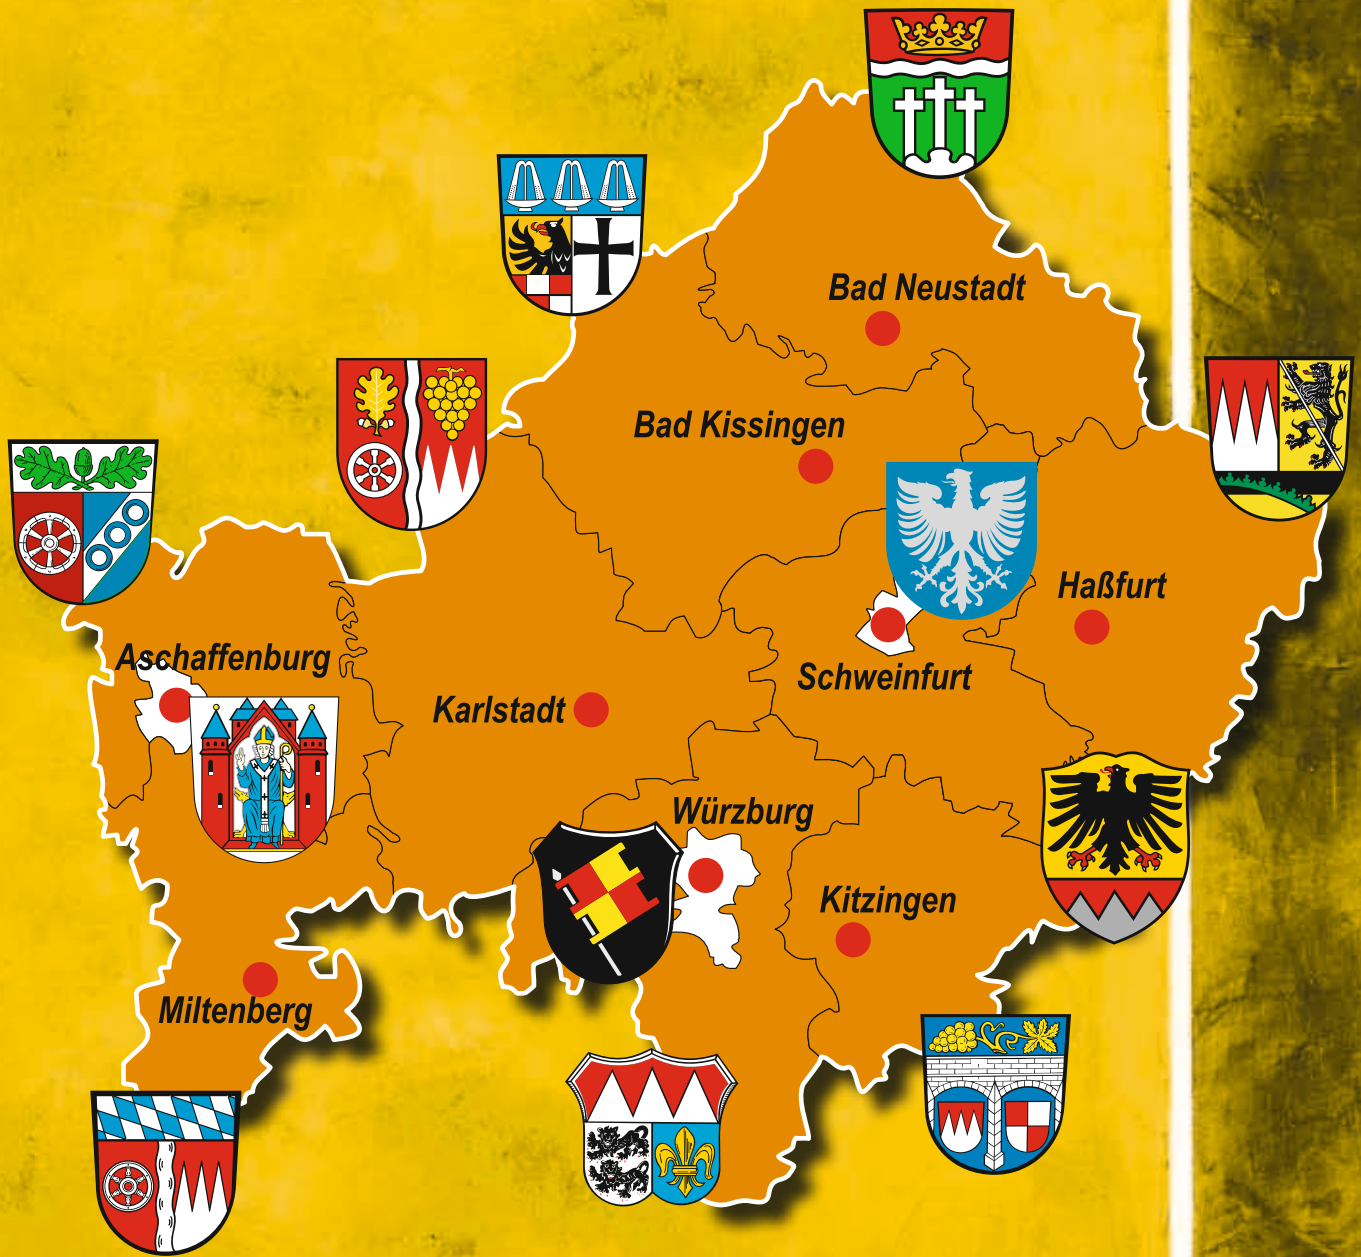 Bad Neustadt
Bad Kissingen
Haßfurt
Aschaffenburg
Schweinfurt
Karlstadt
Würzburg
Kitzingen
Miltenberg